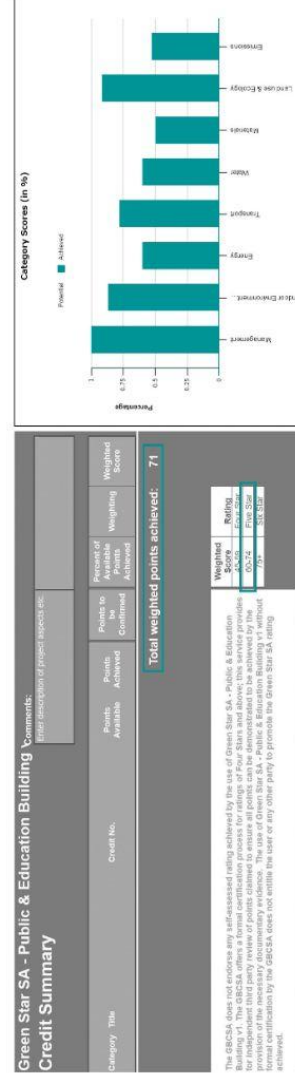 Green Star SA - Public & Education Building
Comments:
Credit Summary
Enter description of project aspects etc.
Category
Title
Credit No.
Points Available
Points Achieved
Points to be Confirmed
Percent of Available Points Achieved
Weighting
Weighted Score
Total weighted points achieved: 71
The GBCSA does not endorse any self-assessed rating achieved by the use of Green Star SA - Public & Education
Building v1. The GBCSA offers a formal certification process for ratings of Four Stars and above; this service provides
for independent third party review of points claimed to ensure all points can be demonstrated to be achieved by the
provision of the necessary documentary evidence. The use of Green Star SA - Public & Education Building v1 without
formal certification by the GBCSA does not entitle the user or any other party to promote the Green Star SA rating
achieved.
Weighted Score
Rating
45-59 Four Star
60-74 Five Star
75+ Six Star
Category Scores (in %)
Potential
Achieved
Percentage
1
0.75
0.5
0.25
0
Management
Indoor Environment...
Energy
Transport
Water
Materials
Land use & Ecology
Emissions